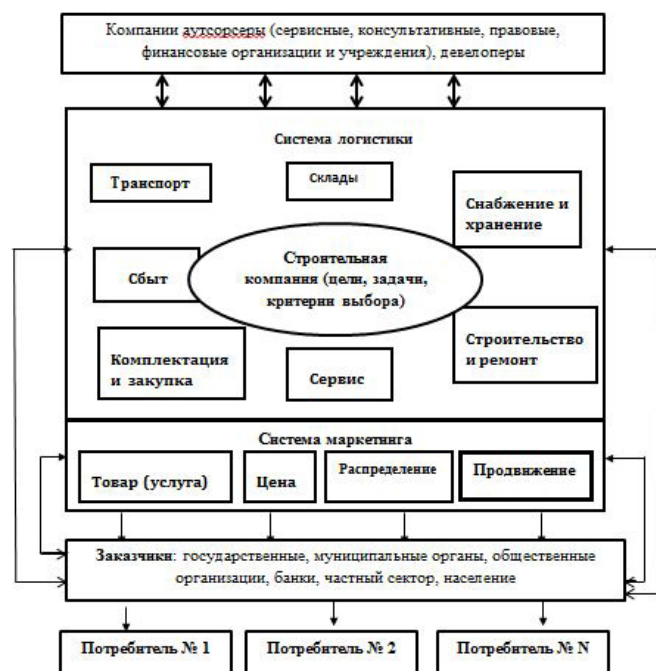 Компании аутсорсеры (сервисные, консультативные, правовые,
финансовые организации и учреждения), девелоперы
Система логистики
Транспорт
Склады
Снабжение и
хранение
Сбыт
Строительная
компания (цели, задачи,
критерии выбора)
Комплектация
и закупка
Сервис
Строительство
и ремонт
Система маркетинга
Товар (услуга)
Цена
Распределение
Продвижение
Заказчики: государственные, муниципальные органы, общественные
организации, банки, частный сектор, население
Потребитель № 1
Потребитель № 2
Потребитель № N